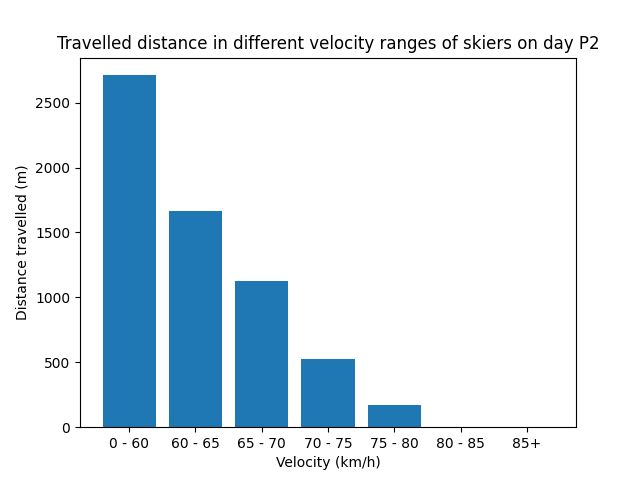 Travelled distance in different velocity ranges of skiers on day P2
2500
2000
1500
1000
500
0
Distance travelled (m)
0 - 60 60 - 65 65 - 70 70 - 75 75 - 80 80 - 85 85+
Velocity (km/h)